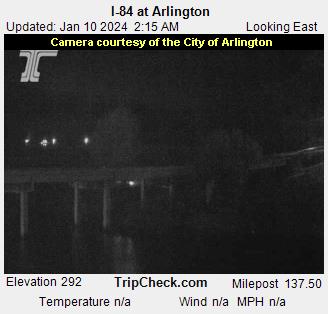 I-84 at Arlington
Updated: Jan 10 2024 2:15 AM Looking East
Camera courtesy of the City of Arlington
Elevation 292 TripCheck.com Milepost 137.50
Temperature n/a Wind n/a MPH n/a